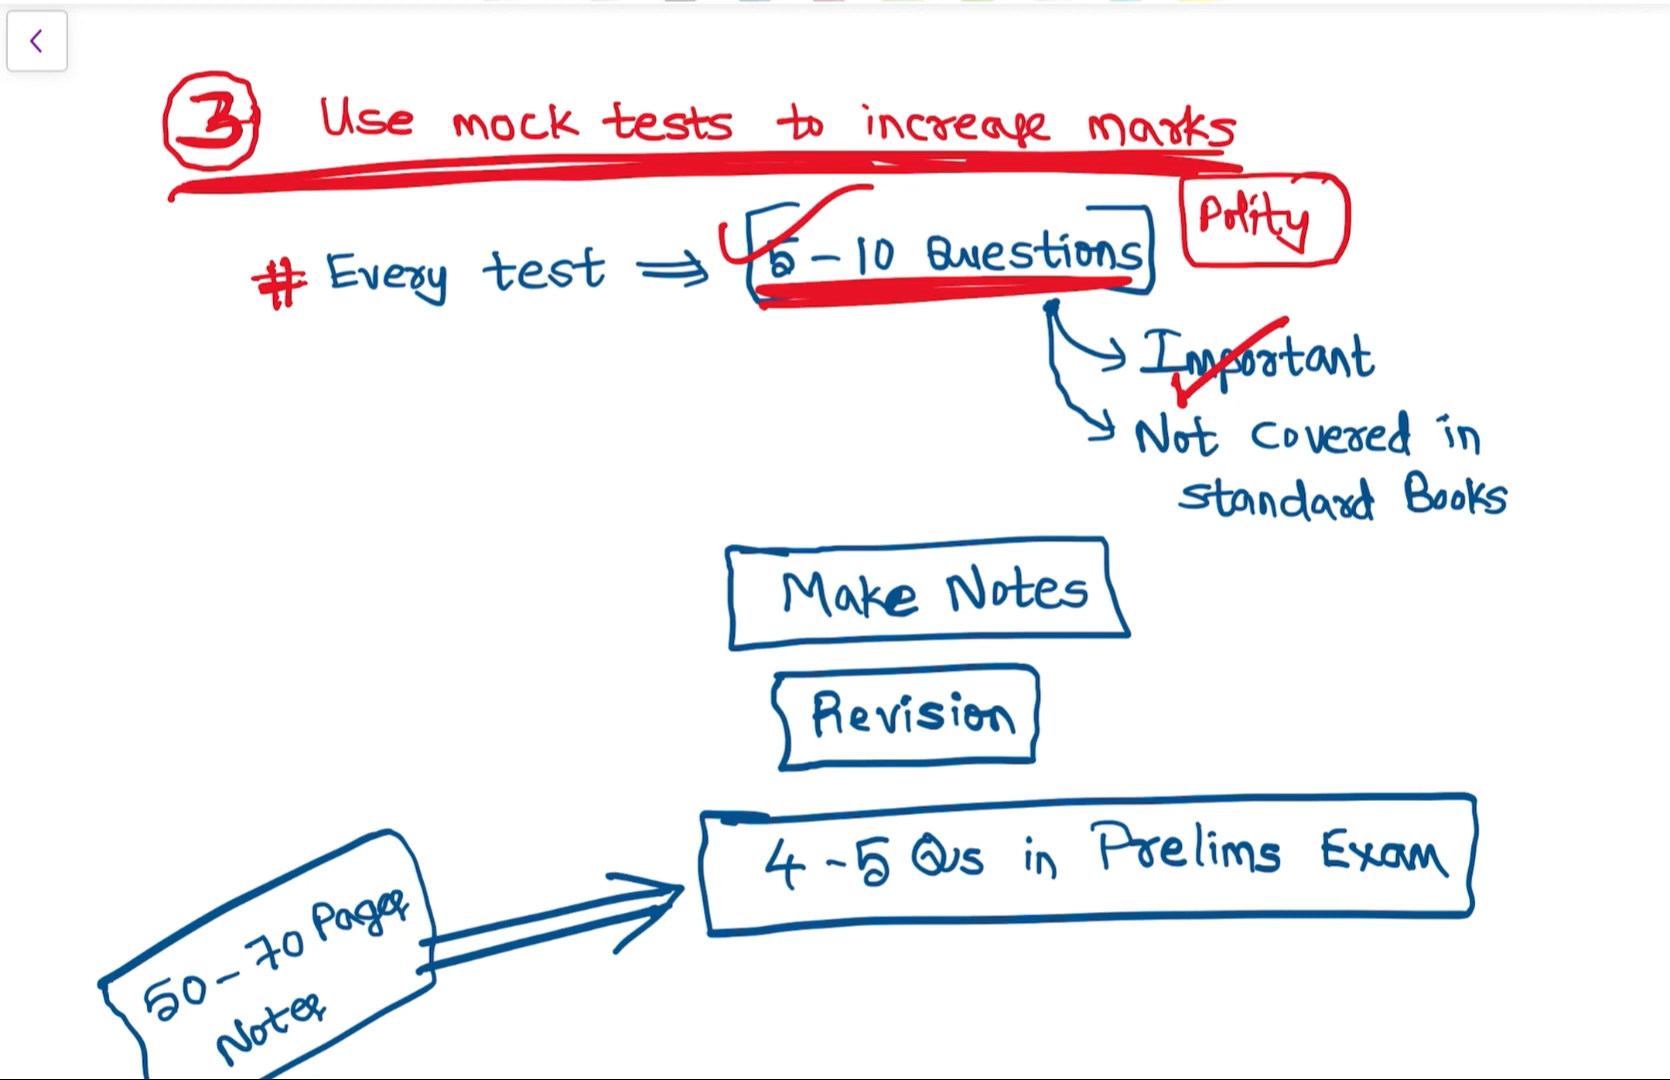 3 Use mock tests to increase marks
# Every test ⇒ 5-10 Questions
Polity
→ Important
→ Not covered in
standard Books
Make Notes
Revision
4-5 Qs in Prelims Exam
50-70 Pages
Notes